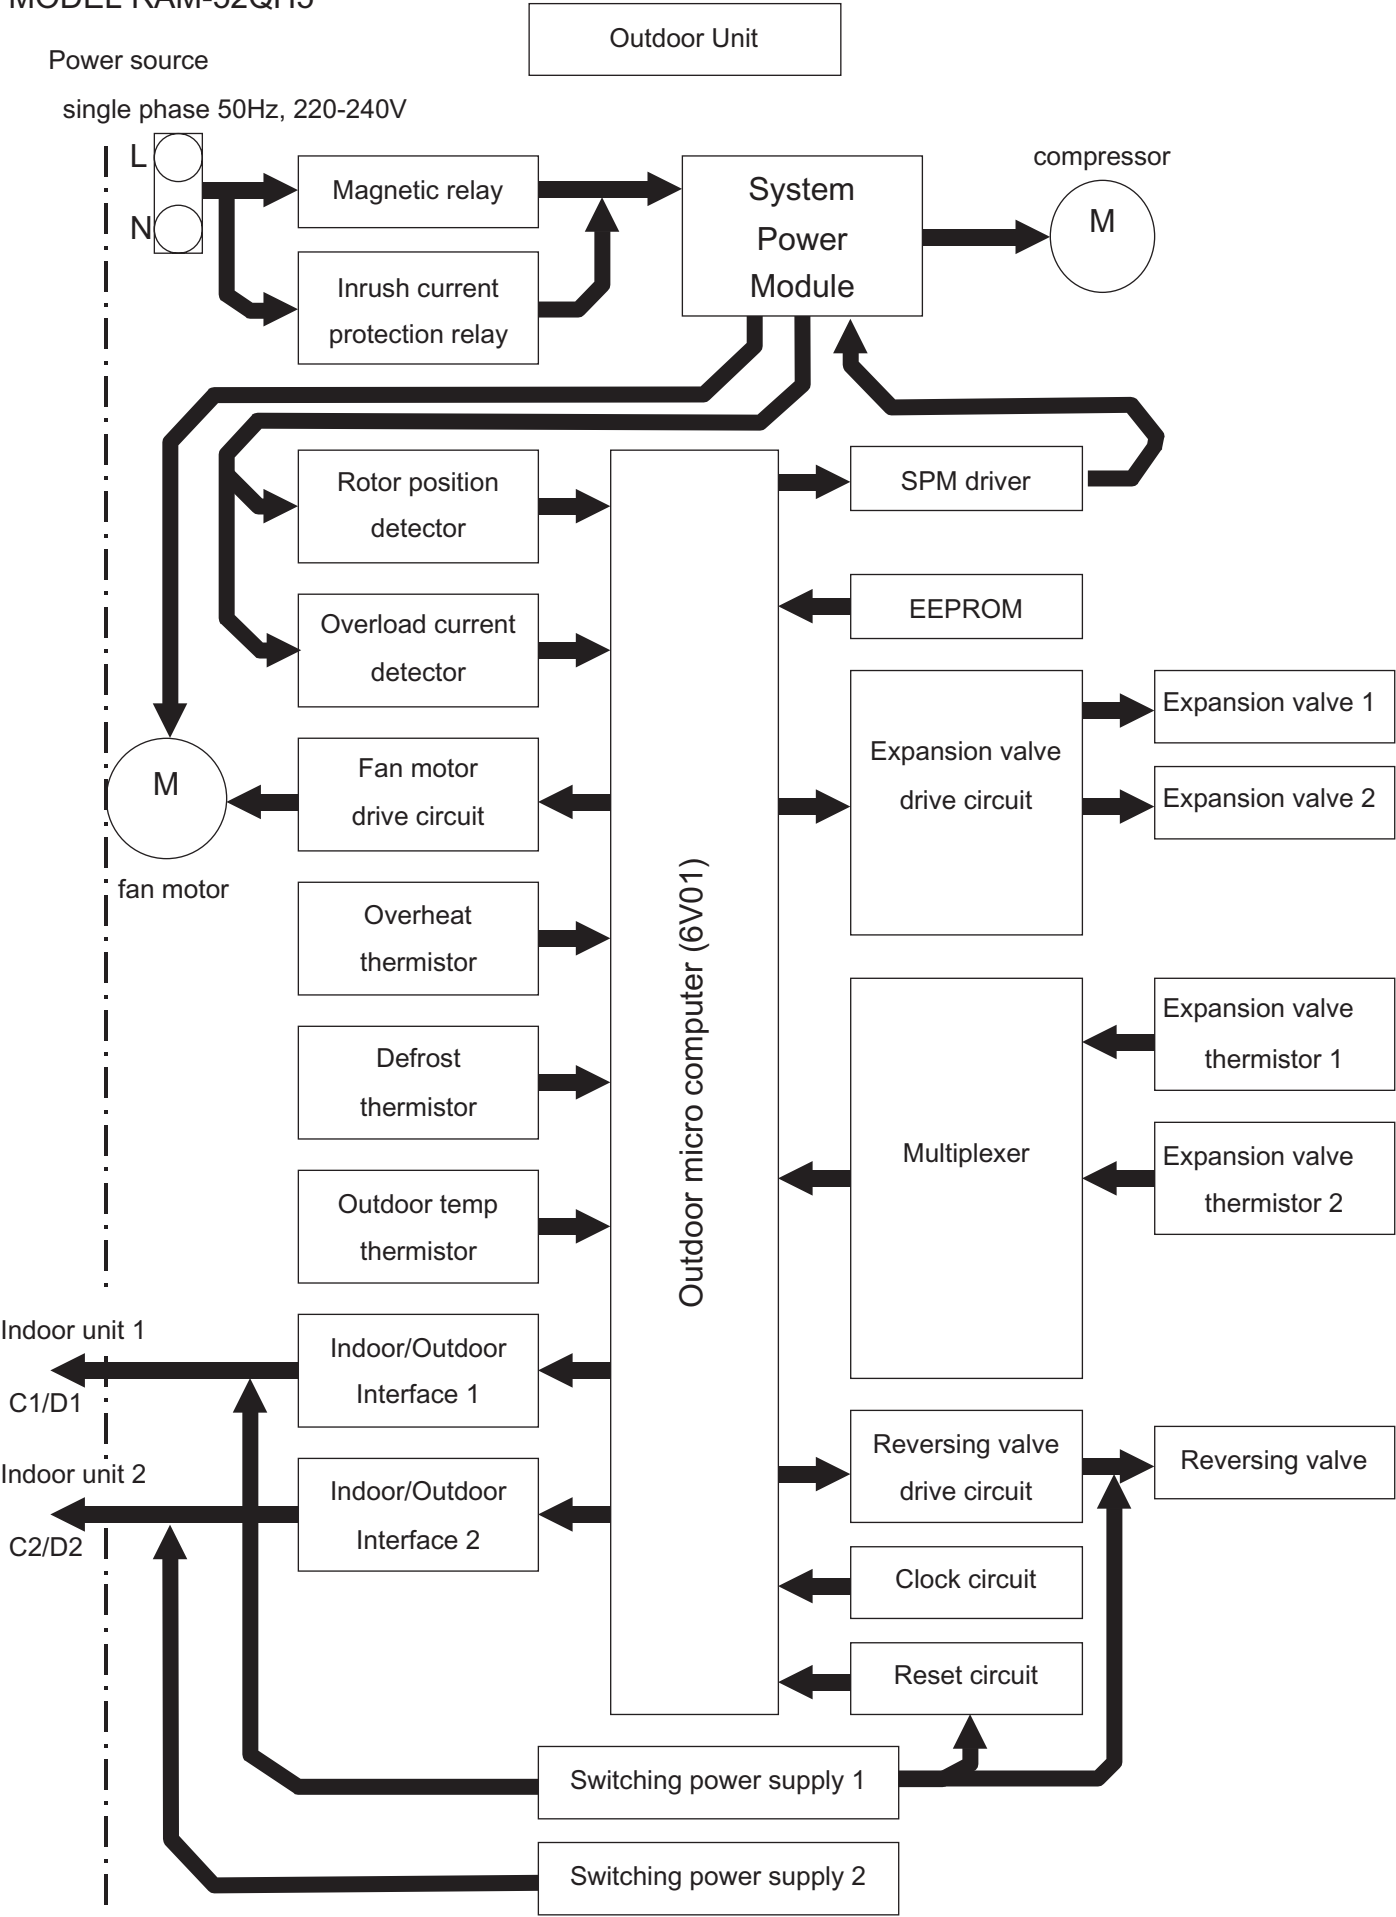 Outdoor Unit
Power source
single phase 50Hz, 220-240V
L
N
Magnetic relay
Inrush current
protection relay
System
Power
Module
compressor
M
Rotor position
detector
Overload current
detector
M
fan motor
Fan motor
drive circuit
Overheat
thermistor
Defrost
thermistor
Outdoor temp
thermistor
Indoor unit 1
C1/D1
Indoor/Outdoor
Interface 1
Indoor unit 2
C2/D2
Indoor/Outdoor
Interface 2
Outdoor micro computer (6V01)
SPM driver
EEPROM
Expansion valve
drive circuit
Expansion valve 1
Expansion valve 2
Multiplexer
Expansion valve
thermistor 1
Expansion valve
thermistor 2
Reversing valve
drive circuit
Reversing valve
Clock circuit
Reset circuit
Switching power supply 1
Switching power supply 2